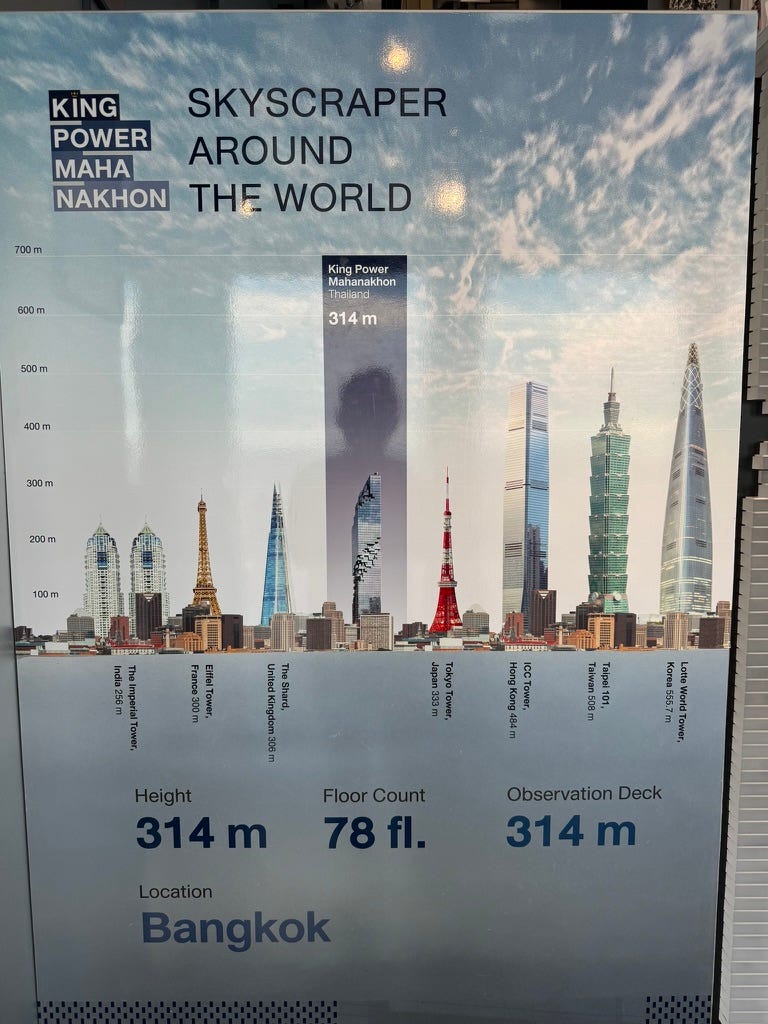 KING
POWER
MAHA
NAKHON
SKYSCRAPER
AROUND
THE WORLD
700 m
600 m
500 m
400 m
300 m
200 m
100 m
King Power
Mahanakhon
Thailand
314 m
The Imperial Tower,
India 256 m
Eiffel Tower,
France 300 m
The Shard,
United Kingdom 306 m
Tokyo Tower,
Japan 333 m
ICC Tower,
Hong Kong 484 m
Taipei 101,
Taiwan 508 m
Lotte World Tower,
Korea 555.7 m
Height
314 m
Floor Count
78 fl.
Observation Deck
314 m
Location
Bangkok